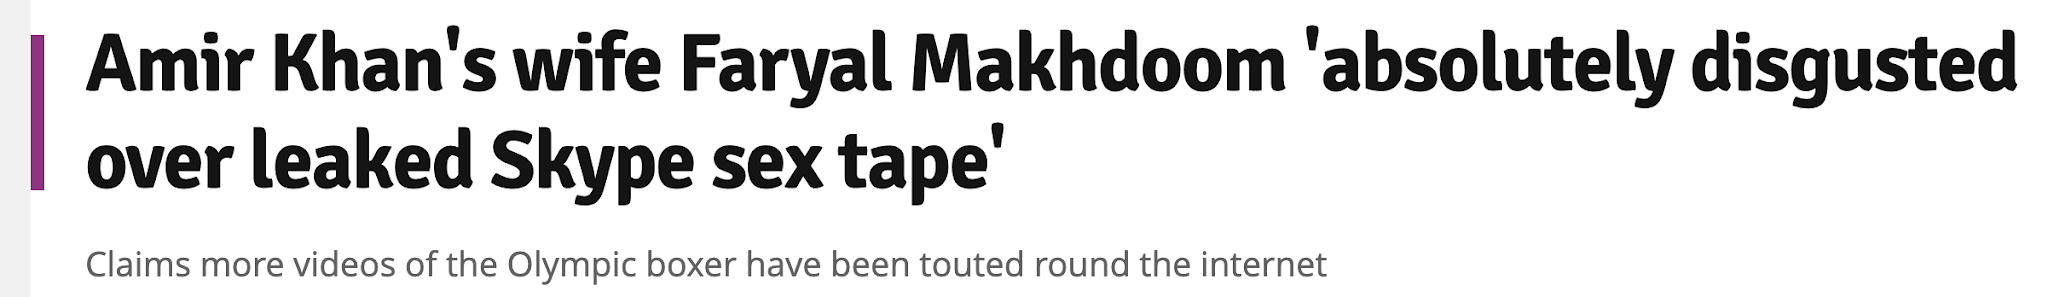 Amir Khan's wife Faryal Makhdoom 'absolutely disgusted
over leaked Skype sex tape'
Claims more videos of the Olympic boxer have been touted round the internet